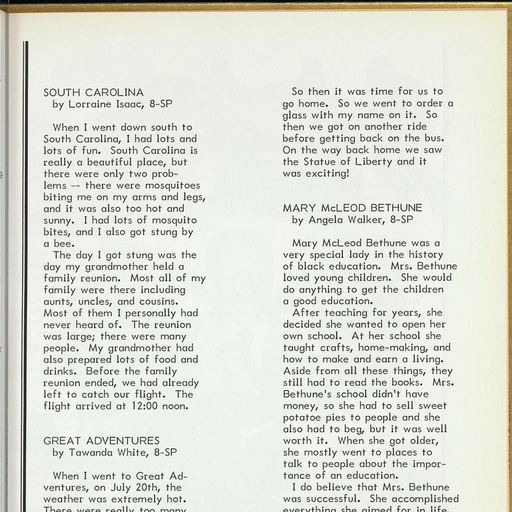 SOUTH CAROLINA
by Lorraine Isaac, 8-SP
When I went down south to
South Carolina, I had lots and
lots of fun. South Carolina is
really a beautiful place, but
there were only two prob-
lems -- there were mosquitoes
biting me on my arms and legs,
and it was also too hot and
sunny. I had lots of mosquito
bites, and I also got stung by
a bee.
The day I got stung was the
day my grandmother held a
family reunion. Most all of my
family were there including
aunts, uncles, and cousins.
Most of them I personally had
never heard of. The reunion
was large; there were many
people. My grandmother had
also prepared lots of food and
drinks. Before the family
reunion ended, we had already
left to catch our flight. The
flight arrived at 12:00 noon.
GREAT ADVENTURES
by Tawanda White, 8-SP
When I went to Great Ad-
ventures, on July 20th, the
weather was extremely hot.
There were really too many
So then it was time for us to
go home. So we went to order a
glass with my name on it. So
then we got on another ride
before getting back on the bus.
On the way back home we saw
the Statue of Liberty and it
was exciting!
MARY McLEOD BETHUNE
by Angela Walker, 8-SP
Mary McLeod Bethune was a
very special lady in the history
of black education. Mrs. Bethune
loved young children. She would
do anything to get the children
a good education.
After teaching for years, she
decided she wanted to open her
own school. At her school she
taught crafts, home-making, and
how to make and earn a living.
Aside from all these things, they
still had to read the books. Mrs.
Bethune's school didn't have
money, so she had to sell sweet
potatoe pies to people and she
also had to beg, but it was well
worth it. When she got older,
she mostly went to places to
talk to people about the impor-
tance of an education.
I do believe that Mrs. Bethune
was successful. She accomplished
everything she aimed for in life.